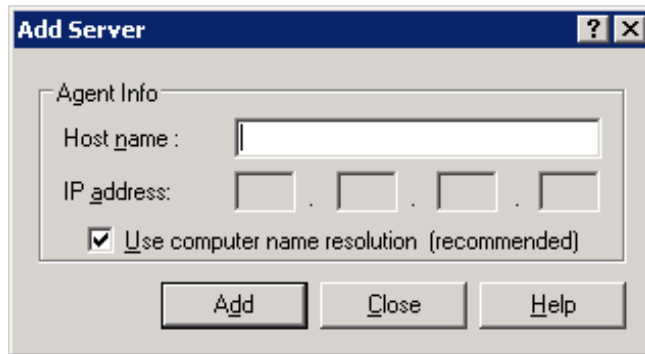 Add Server
Agent Info
Host name :
IP address:
. . .
Use computer name resolution (recommended)
Add Close Help